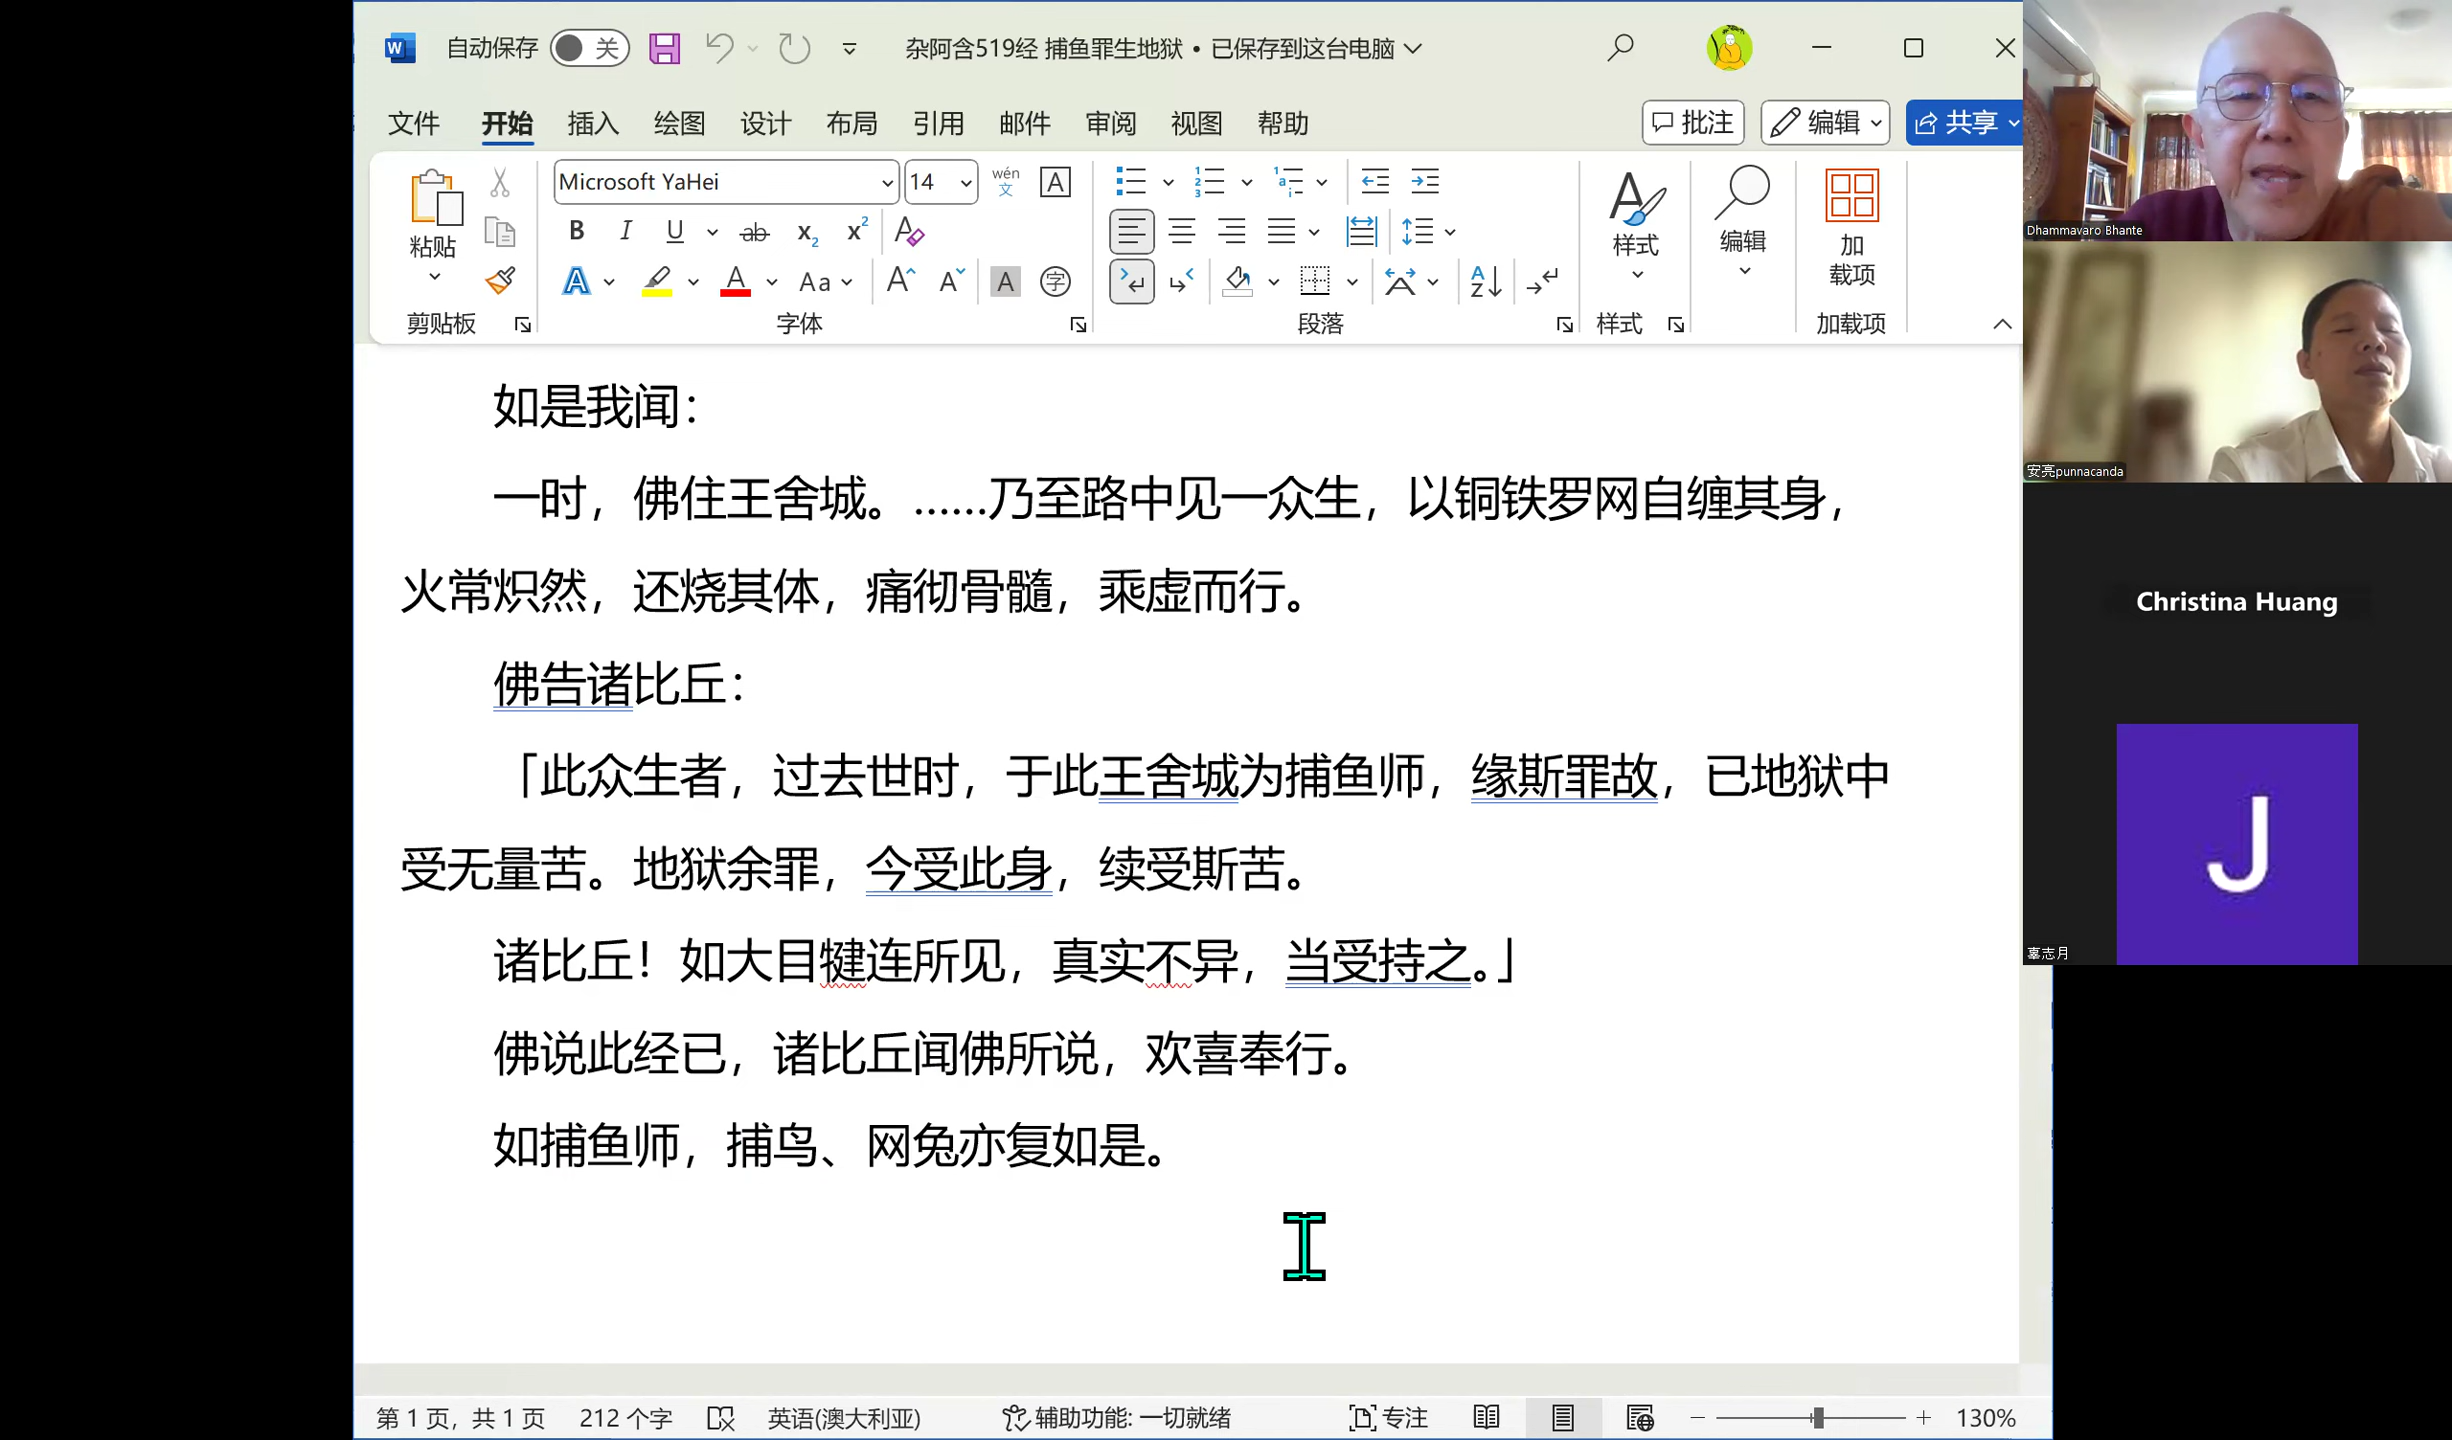 自动保存 关 杂阿含519经 捕鱼罪生地狱 • 已保存到这台电脑
文件 开始 插入 绘图 设计 布局 引用 邮件 审阅 视图 帮助 批注 编辑 共享
粘贴 Microsoft YaHei 14 样式 编辑 加载项
剪贴板 字体 段落 样式 加载项
如是我闻：
一时，佛住王舍城。……乃至路中见一众生，以铜铁罗网自缠其身，
火常炽然，还烧其体，痛彻骨髓，乘虚而行。
佛告诸比丘：
「此众生者，过去世时，于此王舍城为捕鱼师，缘斯罪故，已地狱中
受无量苦。地狱余罪，今受此身，续受斯苦。
诸比丘！如大目犍连所见，真实不异，当受持之。」
佛说此经已，诸比丘闻佛所说，欢喜奉行。
如捕鱼师，捕鸟、网兔亦复如是。
第 1 页，共 1 页 212 个字 英语(澳大利亚) 辅助功能: 一切就绪 专注 130%
Dhammavaro Bhante
安亮punnacanda
Christina Huang
J
辜志月